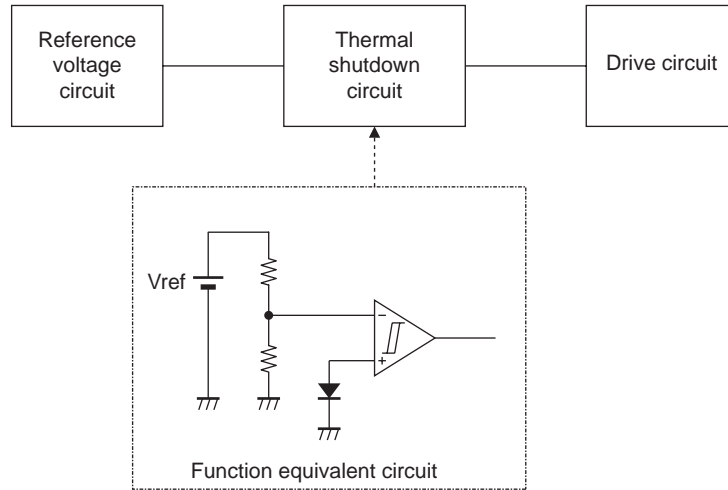 Reference
voltage
circuit
Thermal
shutdown
circuit
Drive circuit
Vref
−
+
Function equivalent circuit